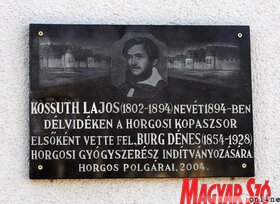 KOSSUTH LAJOS (1802-1894) NEVÉT 1894-BEN
DÉLVIDÉKEN A HORGOSI KOPASZSOR
ELSŐKÉNT VETTE FEL, BURG DÉNES (1854-1928)
HORGOSI GYÓGYSZERÉSZ INDÍTVÁNYOZÁSÁRA.
HORGOS POLGÁRAI, 2004.
MAGYAR SZÓ
online